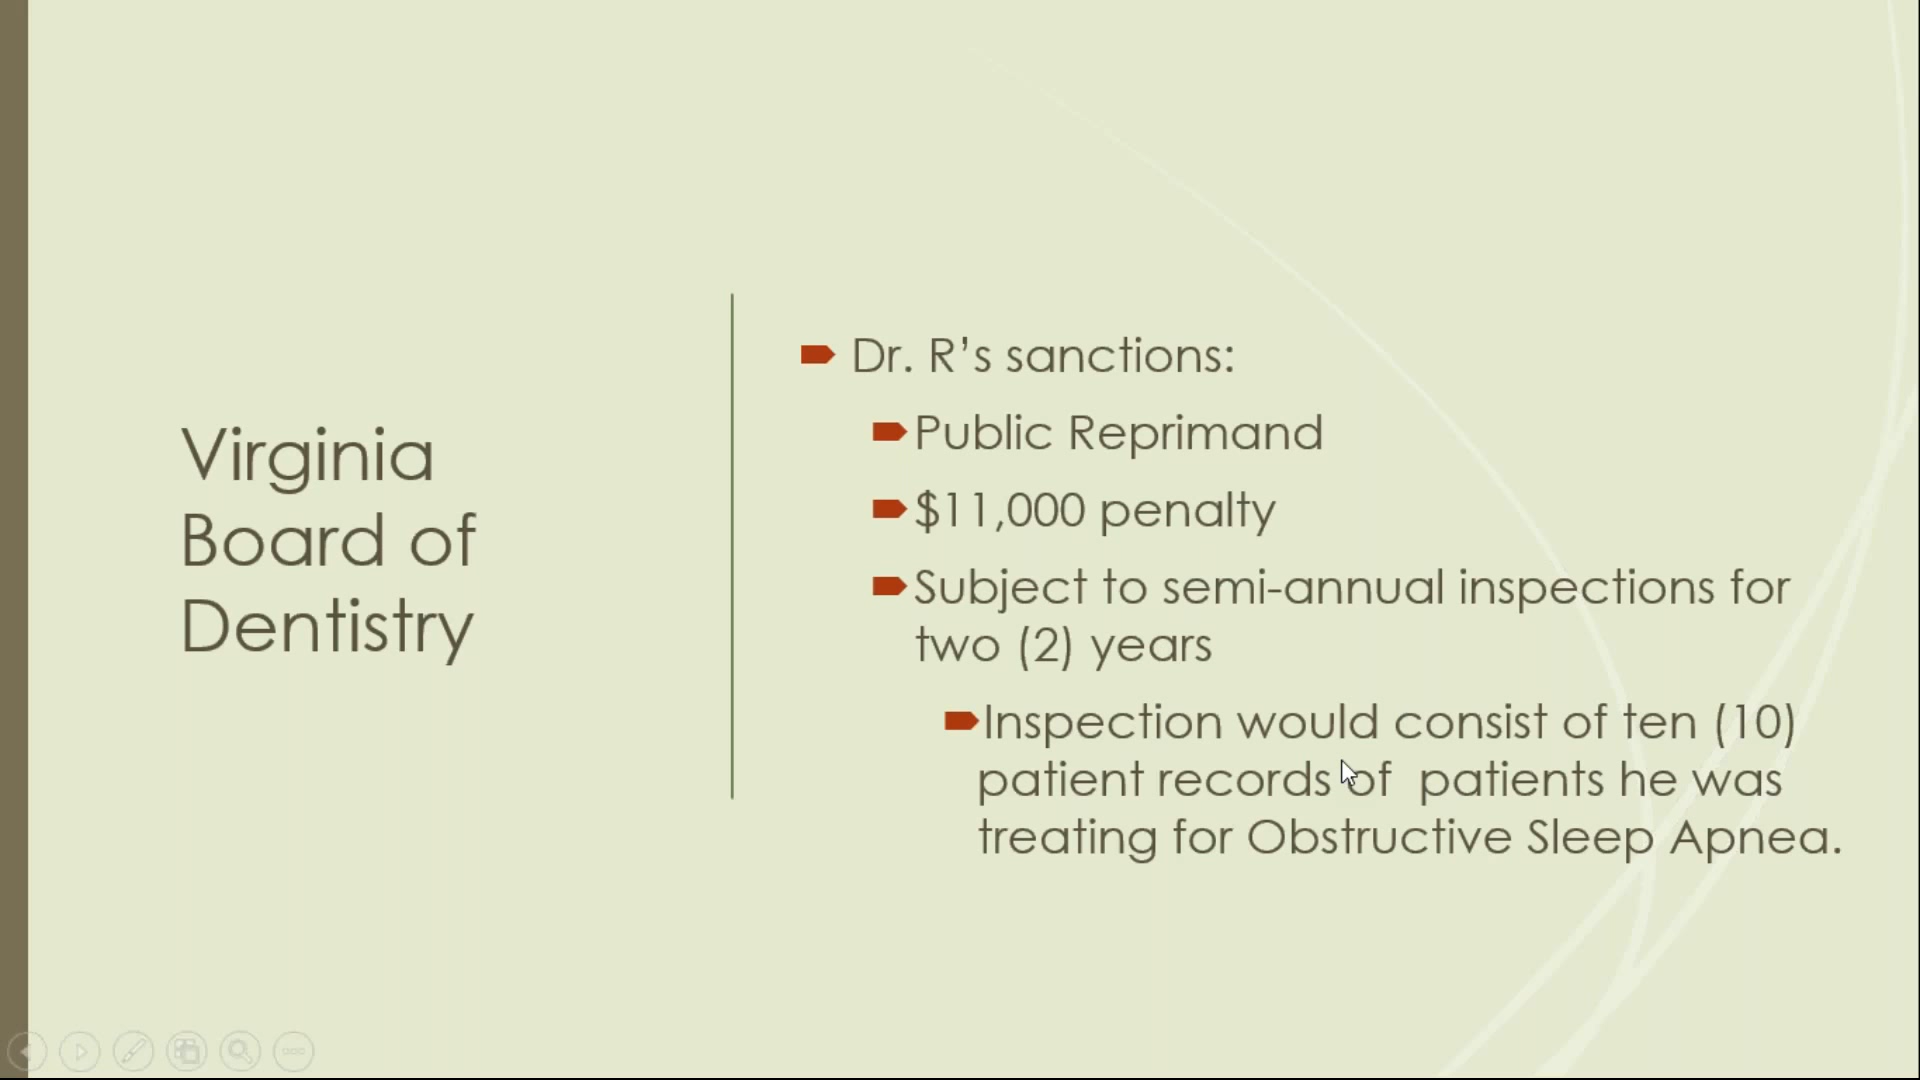 Virginia
Board of
Dentistry
Dr. R’s sanctions:
Public Reprimand
$11,000 penalty
Subject to semi-annual inspections for
two (2) years
Inspection would consist of ten (10)
patient records of  patients he was
treating for Obstructive Sleep Apnea.